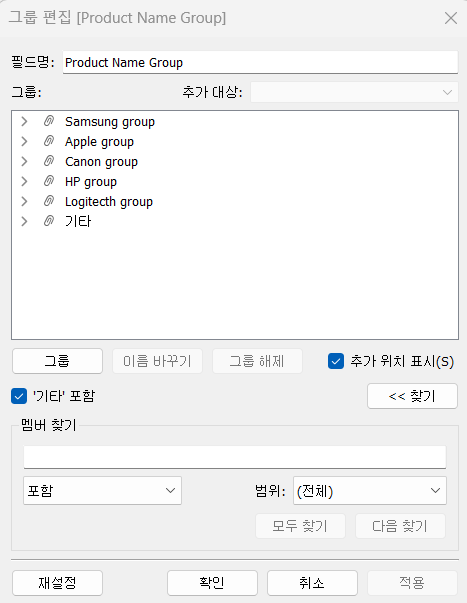 그룹 편집 [Product Name Group]
필드명: Product Name Group
그룹: 추가 대상:
Samsung group
Apple group
Canon group
HP group
Logitecth group
기타
그룹 이름 바꾸기 그룹 해제 추가 위치 표시(S)
'기타' 포함 << 찾기
멤버 찾기
포함 범위: (전체)
모두 찾기 다음 찾기
재설정 확인 취소 적용